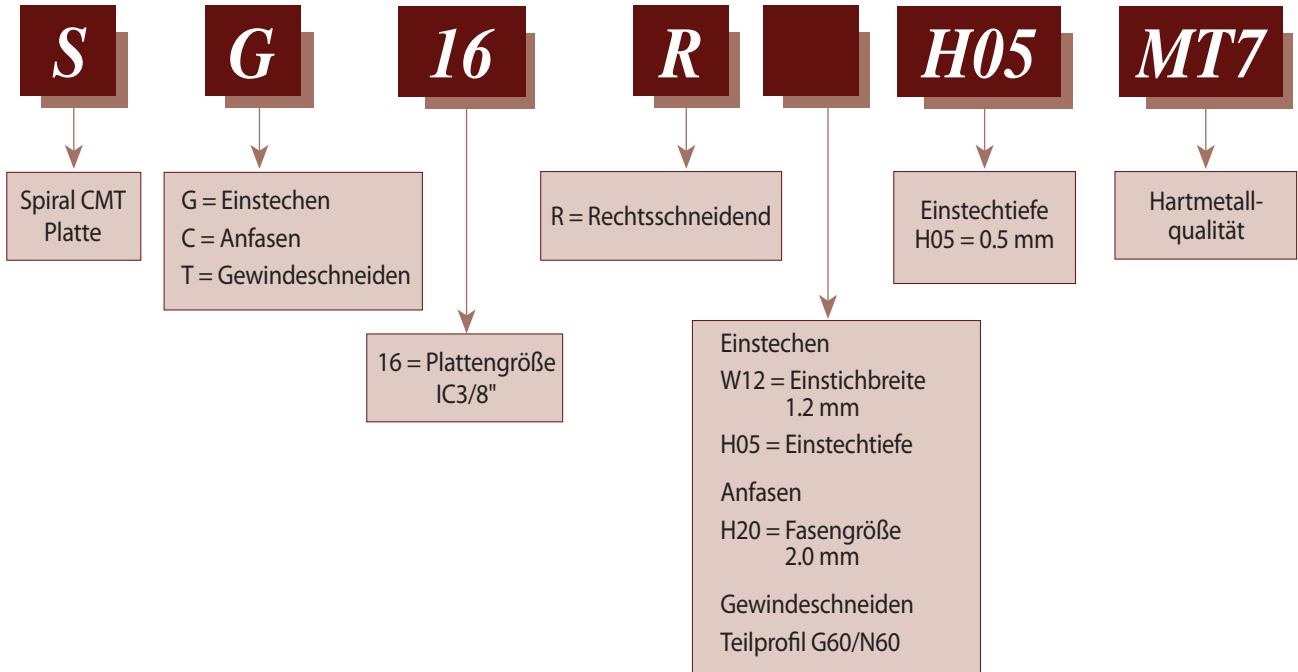 S G 16 R H05 MT7
Spiral CMT
Platte
G = Einstechen
C = Anfasen
T = Gewindeschneiden
16 = Plattengröße
IC3/8"
R = Rechtsschneidend
Einstechen
W12 = Einstichbreite
1.2 mm
H05 = Einstechtiefe
Anfasen
H20 = Fasengröße
2.0 mm
Gewindeschneiden
Teilprofil G60/N60
Einstechtiefe
H05 = 0.5 mm
Hartmetall-
qualität